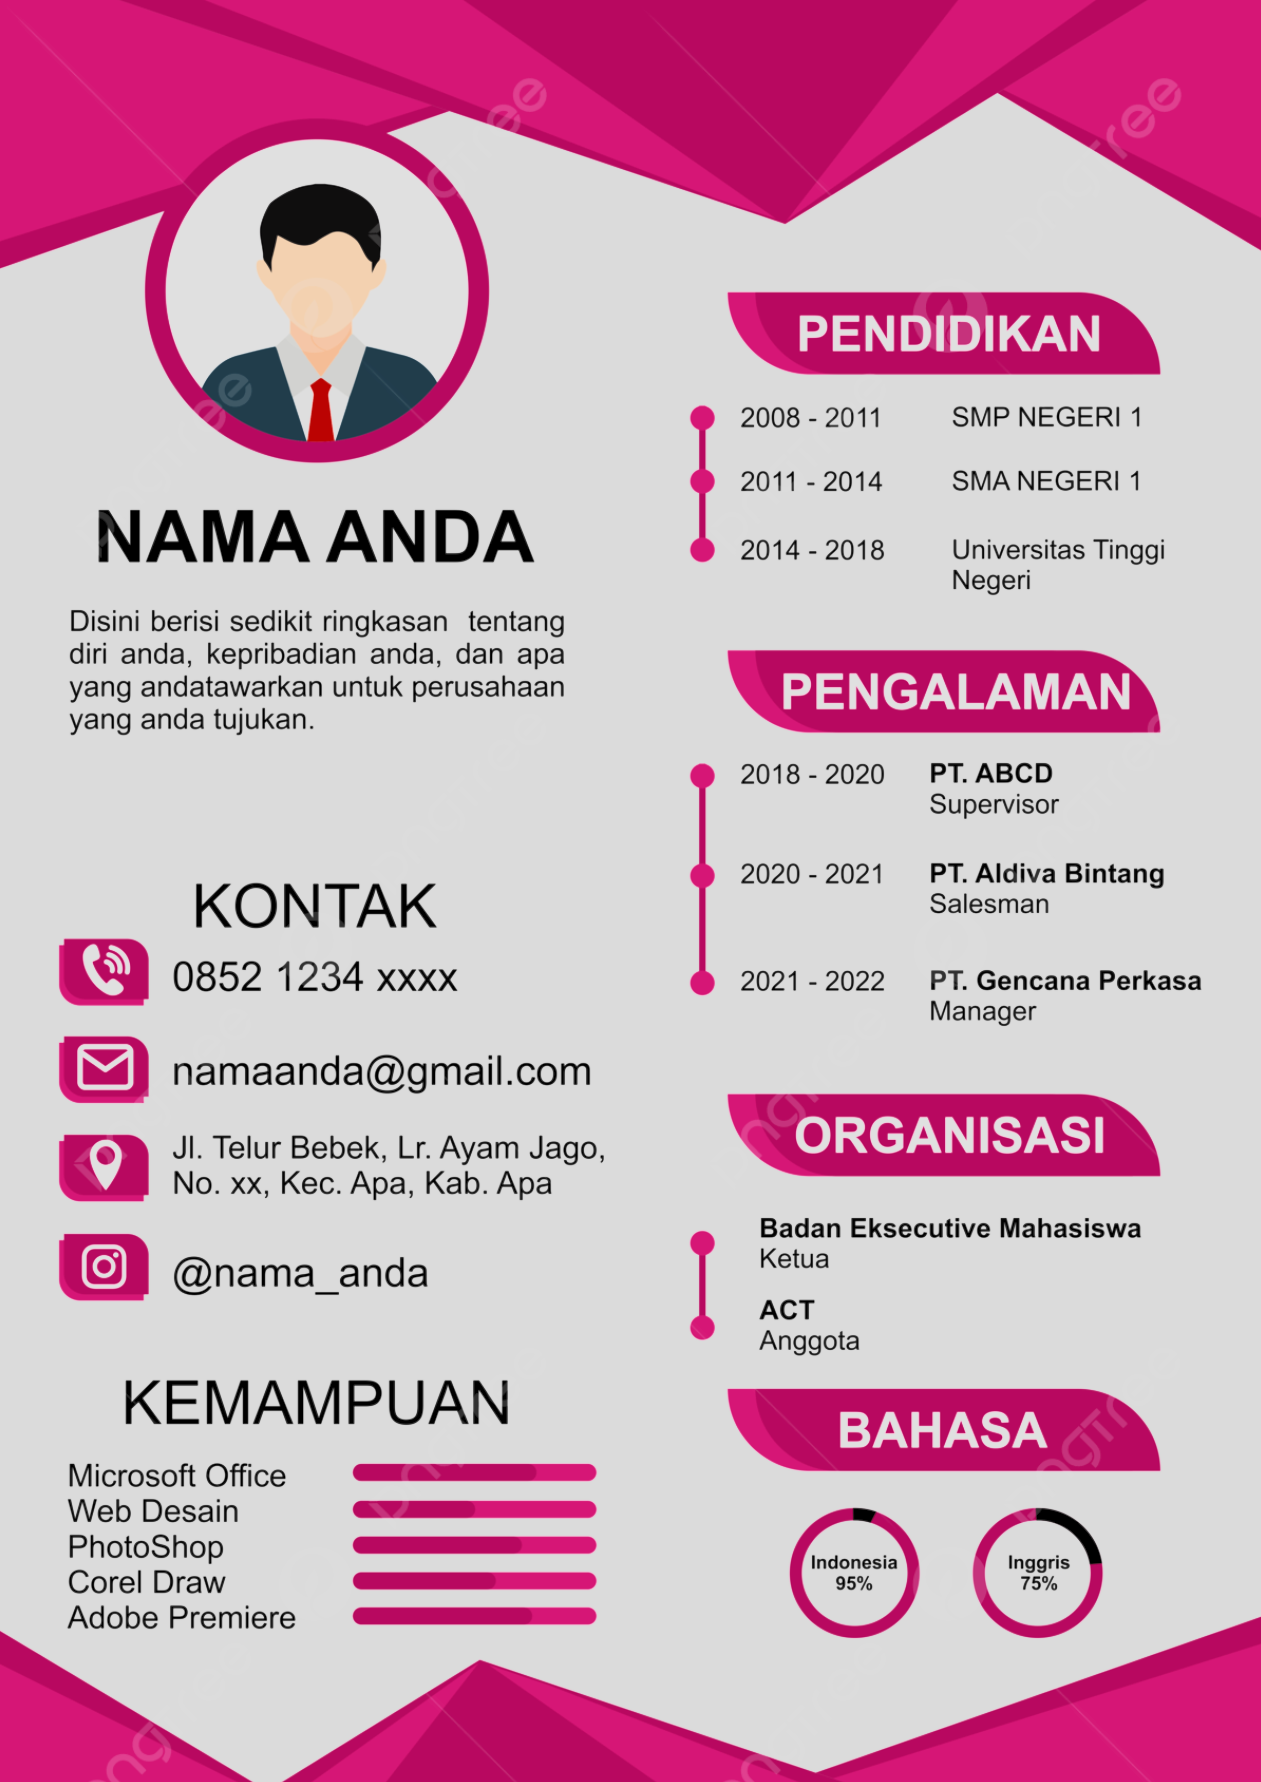 NAMA ANDA
Disini berisi sedikit ringkasan tentang
diri anda, kepribadian anda, dan apa
yang andatawarkan untuk perusahaan
yang anda tujukan.
KONTAK
0852 1234 xxxx
namaanda@gmail.com
Jl. Telur Bebek, Lr. Ayam Jago,
No. xx, Kec. Apa, Kab. Apa
@nama_anda
KEMAMPUAN
Microsoft Office
Web Desain
PhotoShop
Corel Draw
Adobe Premiere
PENDIDIKAN
2008 - 2011 SMP NEGERI 1
2011 - 2014 SMA NEGERI 1
2014 - 2018 Universitas Tinggi
Negeri
PENGALAMAN
2018 - 2020 PT. ABCD
Supervisor
2020 - 2021 PT. Aldiva Bintang
Salesman
2021 - 2022 PT. Gencana Perkasa
Manager
ORGANISASI
Badan Eksecutive Mahasiswa
Ketua
ACT
Anggota
BAHASA
Indonesia
95%
Inggris
75%